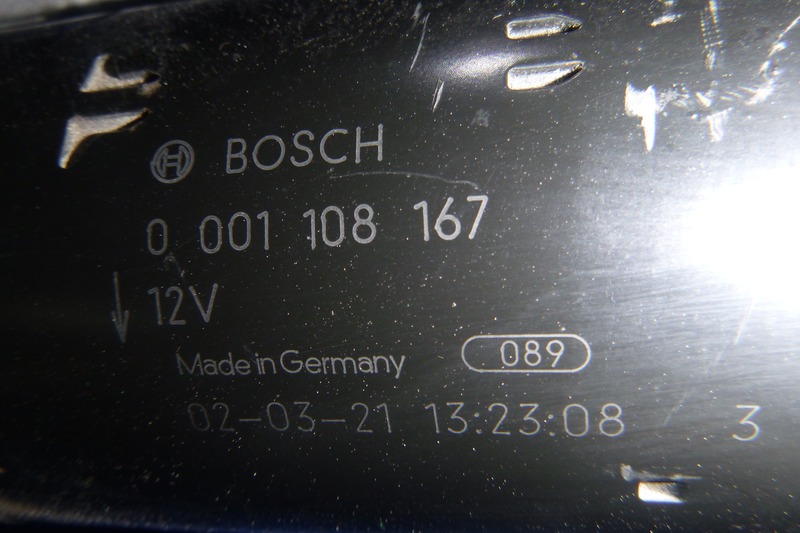 BOSCH
0 001 108 167
12V
Made in Germany 089
02-03-21 13:23:08 3